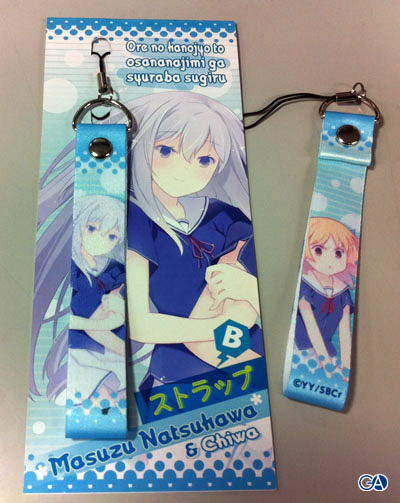 Ore no kanojyo to
osananajimi ga
syuraba sugiru
B
ストラップ
Masuzu Natsukawa
& Chiwa
©YY/SBCr
GA